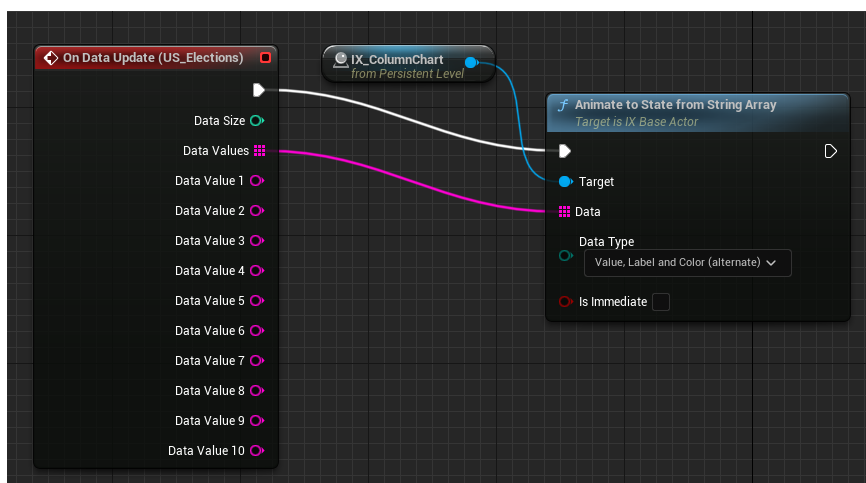 On Data Update (US_Elections)
Data Size
Data Values
Data Value 1
Data Value 2
Data Value 3
Data Value 4
Data Value 5
Data Value 6
Data Value 7
Data Value 8
Data Value 9
Data Value 10
IX_ColumnChart
from Persistent Level
f Animate to State from String Array
Target is IX Base Actor
Target
Data
Data Type
Value, Label and Color (alternate)
Is Immediate